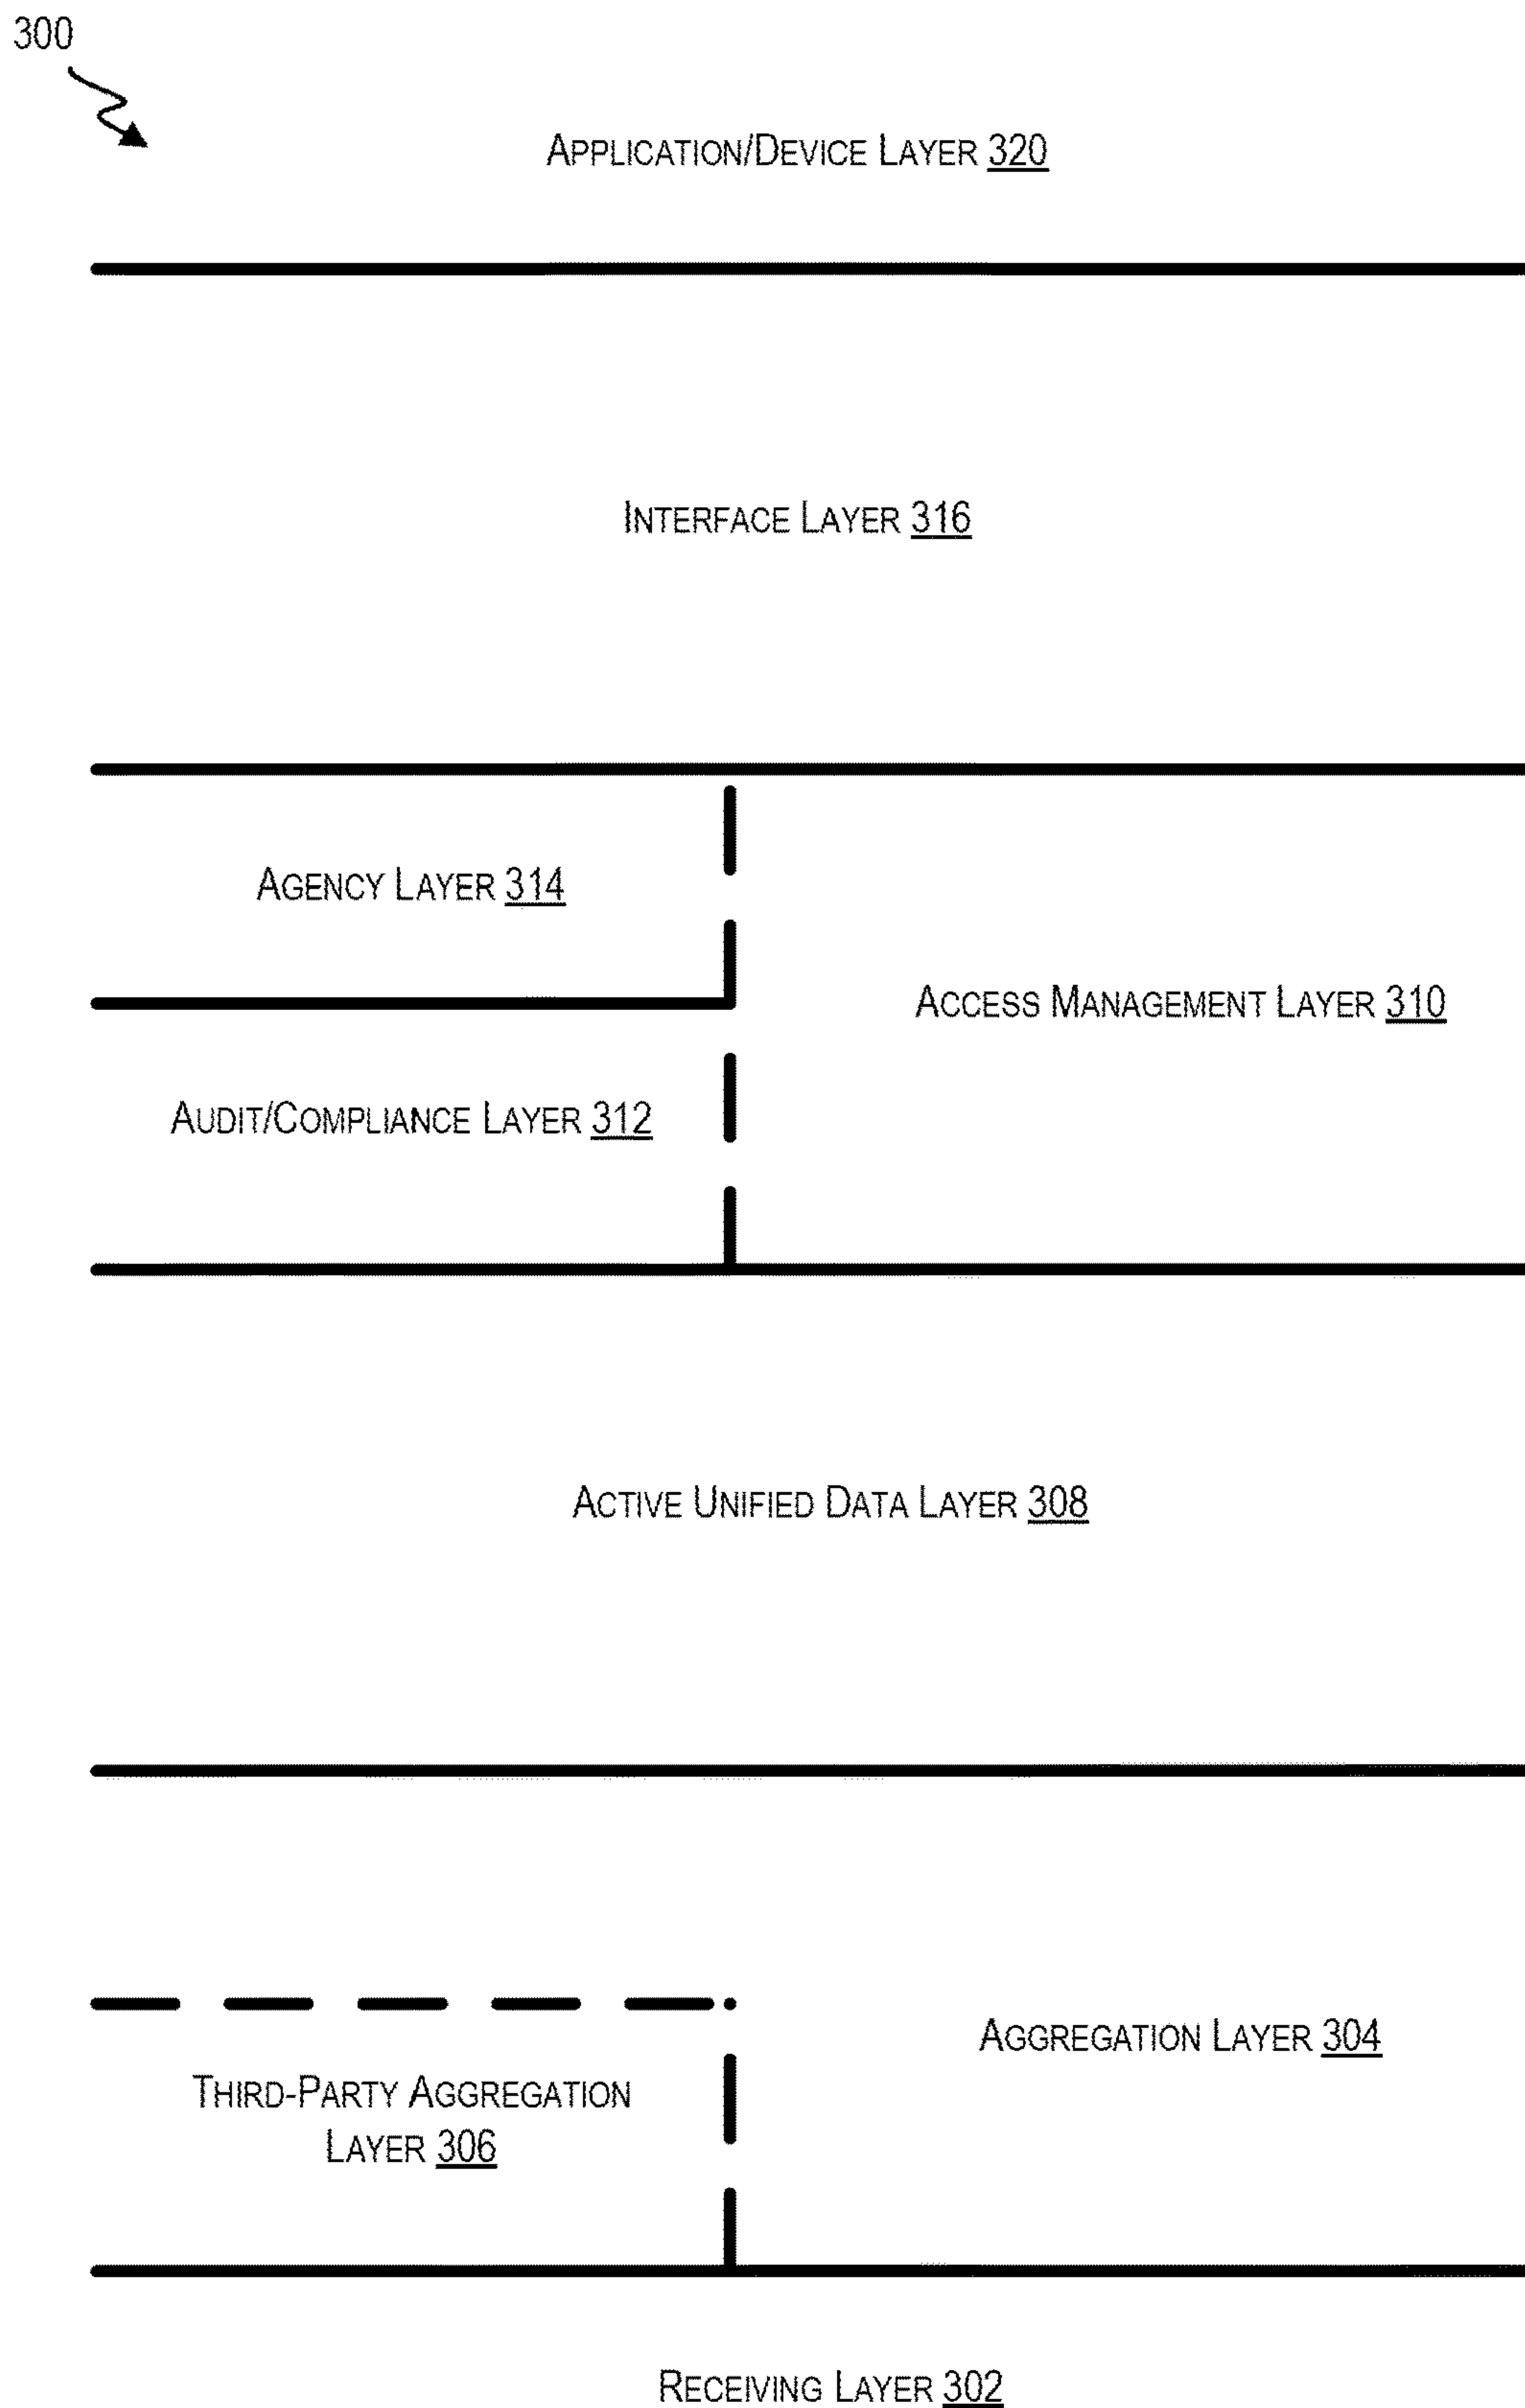 300
APPLICATION/DEVICE LAYER 320
INTERFACE LAYER 316
AGENCY LAYER 314
ACCESS MANAGEMENT LAYER 310
AUDIT/COMPLIANCE LAYER 312
ACTIVE UNIFIED DATA LAYER 308
AGGREGATION LAYER 304
THIRD-PARTY AGGREGATION
LAYER 306
RECEIVING LAYER 302